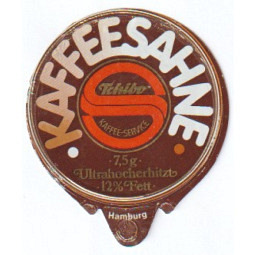 KAFFEESAHNE
Tchibo
KAFFEE-SERVICE
· 7,5g ·
Ultrahocherhitzt
· 12% Fett ·
Hamburg